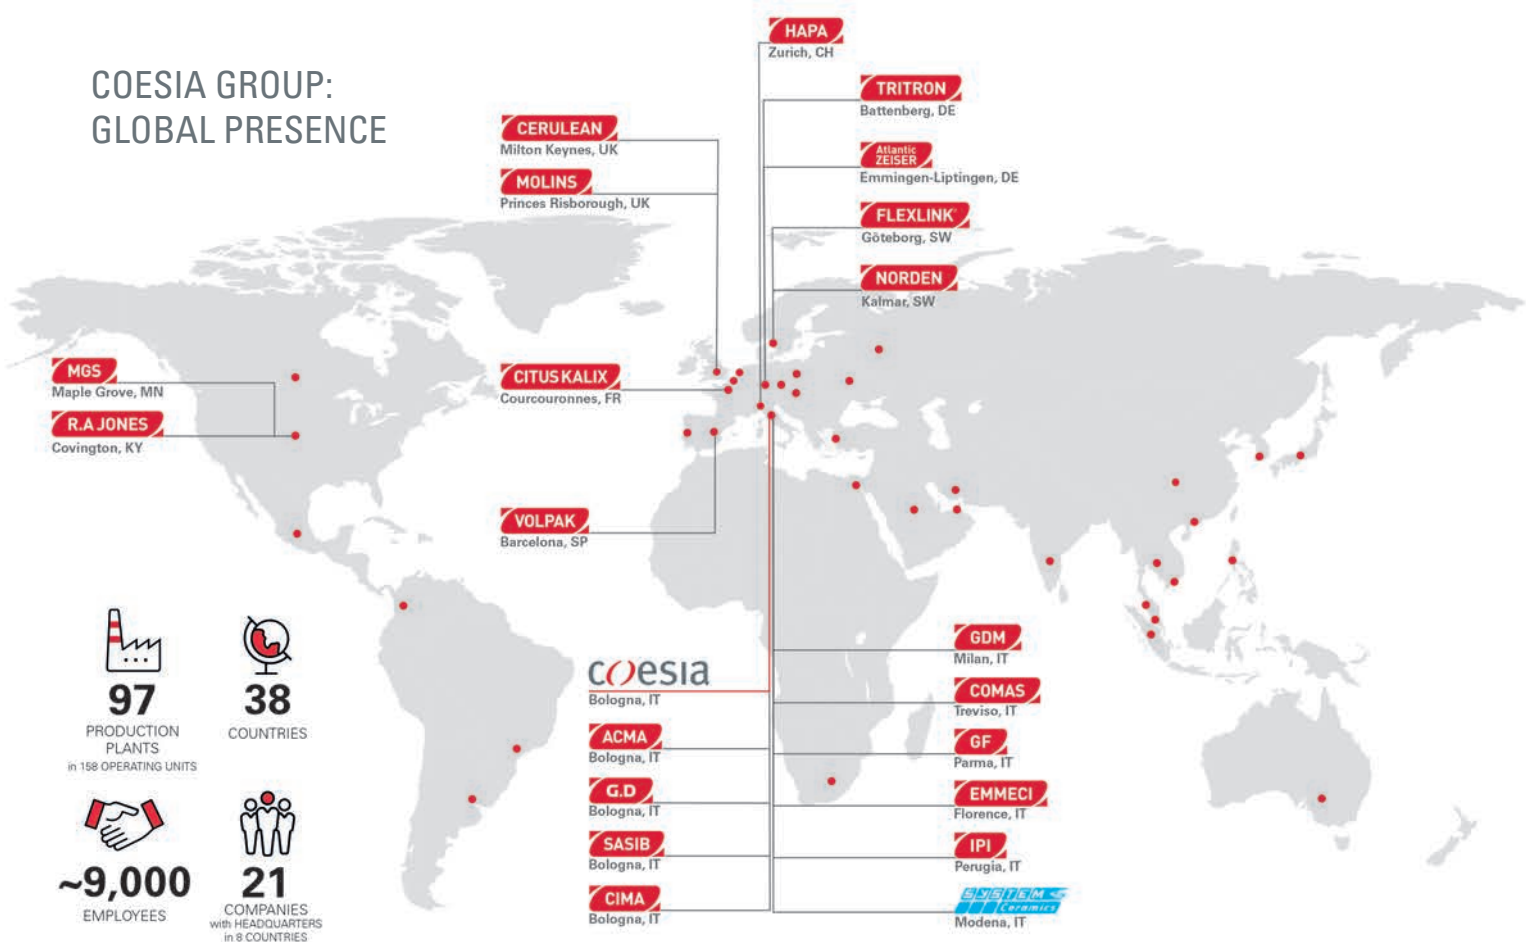 COESIA GROUP:
GLOBAL PRESENCE
HAPA
Zurich, CH
TRITRON
Battenberg, DE
CERULEAN
Milton Keynes, UK
Atlantic
ZEISER
Emmingen-Liptingen, DE
MOLINS
Princes Risborough, UK
FLEXLINK®
Göteborg, SW
NORDEN
Kalmar, SW
MGS
Maple Grove, MN
CITUS KALIX
Courcouronnes, FR
R.A JONES
Covington, KY
VOLPAK
Barcelona, SP
97
PRODUCTION
PLANTS
in 158 OPERATING UNITS
38
COUNTRIES
~9,000
EMPLOYEES
21
COMPANIES
with HEADQUARTERS
in 8 COUNTRIES
coesia
Bologna, IT
ACMA
Bologna, IT
G.D
Bologna, IT
SASIB
Bologna, IT
CIMA
Bologna, IT
GDM
Milan, IT
COMAS
Treviso, IT
GF
Parma, IT
EMMECI
Florence, IT
IPI
Perugia, IT
SYSTEM
Ceramics
Modena, IT